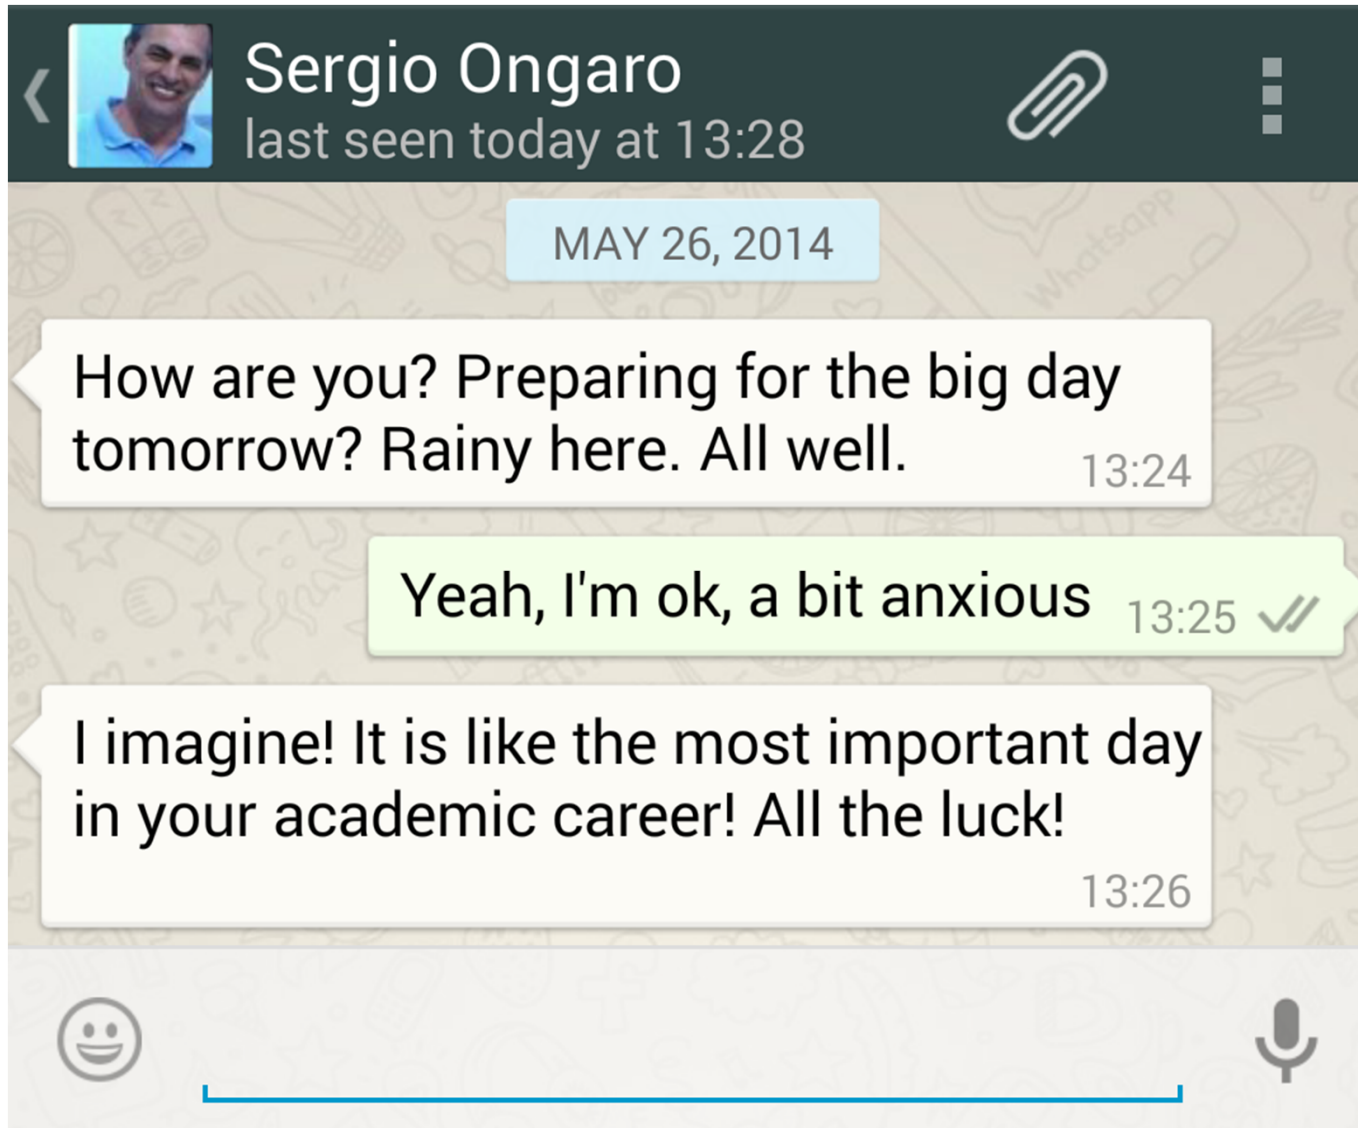 Sergio Ongaro
last seen today at 13:28
MAY 26, 2014
Whatsapp
How are you? Preparing for the big day
tomorrow? Rainy here. All well.
13:24
Yeah, I'm ok, a bit anxious
13:25
I imagine! It is like the most important day
in your academic career! All the luck!
13:26